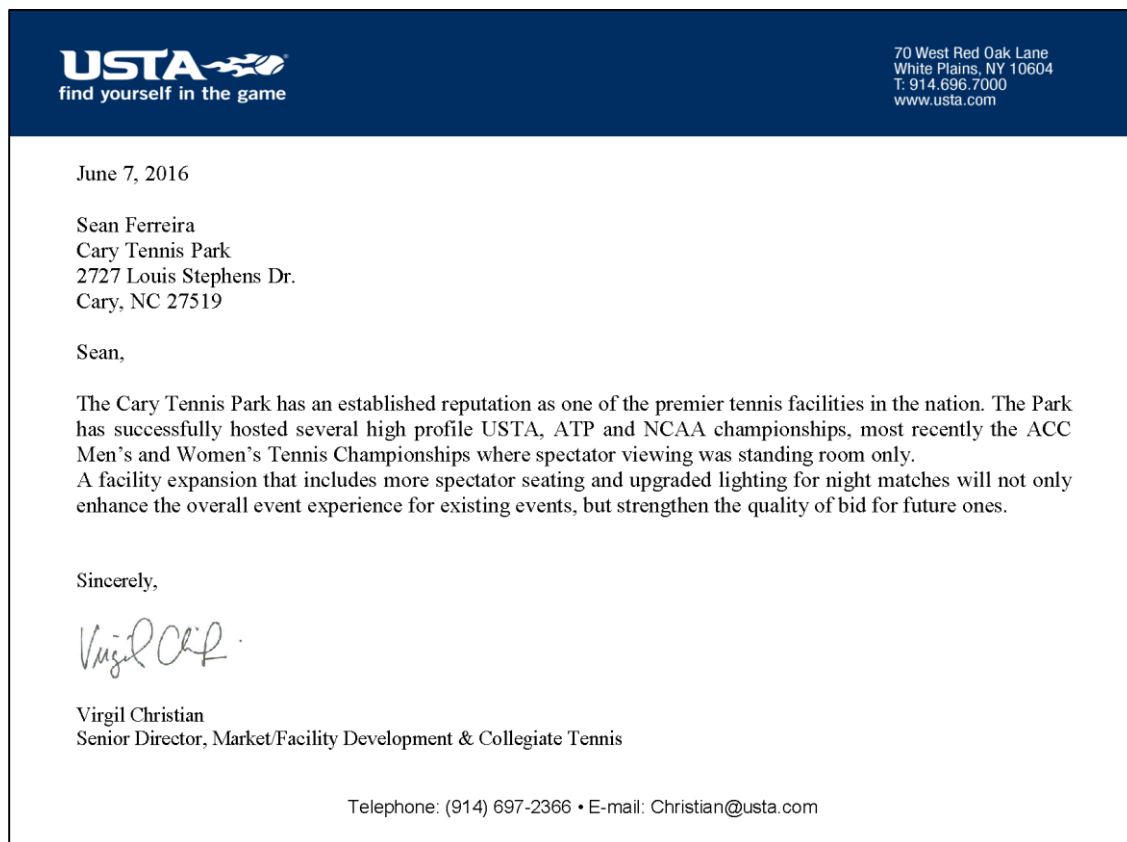 USTA
find yourself in the game
70 West Red Oak Lane
White Plains, NY 10604
T: 914.696.7000
www.usta.com
June 7, 2016
Sean Ferreira
Cary Tennis Park
2727 Louis Stephens Dr.
Cary, NC 27519
Sean,
The Cary Tennis Park has an established reputation as one of the premier tennis facilities in the nation. The Park
has successfully hosted several high profile USTA, ATP and NCAA championships, most recently the ACC
Men's and Women's Tennis Championships where spectator viewing was standing room only.
A facility expansion that includes more spectator seating and upgraded lighting for night matches will not only
enhance the overall event experience for existing events, but strengthen the quality of bid for future ones.
Sincerely,
Virgil Christian
Senior Director, Market/Facility Development & Collegiate Tennis
Telephone: (914) 697-2366 • E-mail: Christian@usta.com